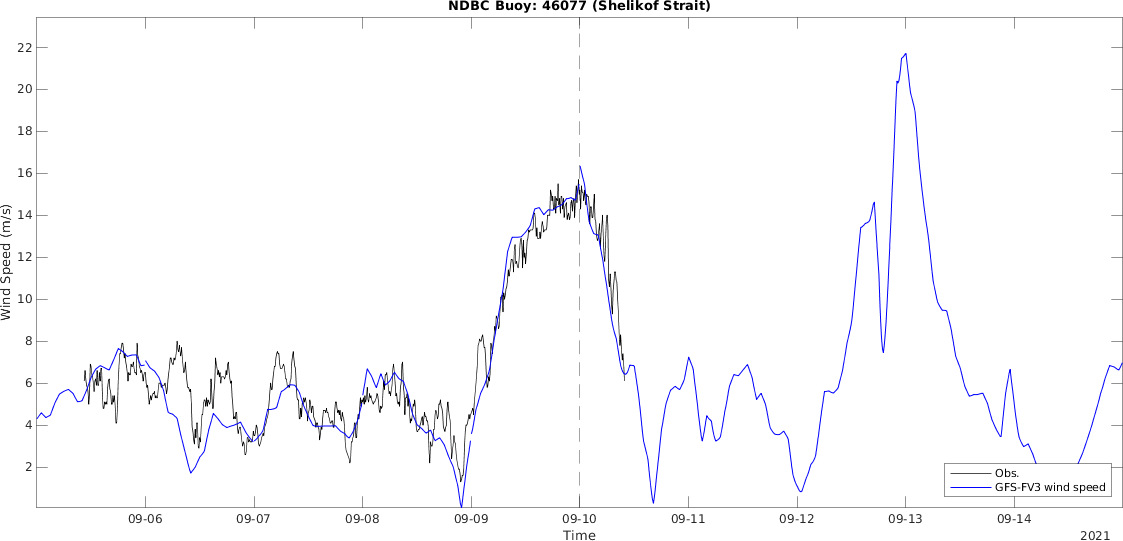 NDBC Buoy: 46077 (Shelikof Strait)
22
20
18
16
14
12
10
8
6
4
2
Wind Speed (m/s)
Obs.
GFS-FV3 wind speed
09-06 09-07 09-08 09-09 09-10 09-11 09-12 09-13 09-14
Time
2021